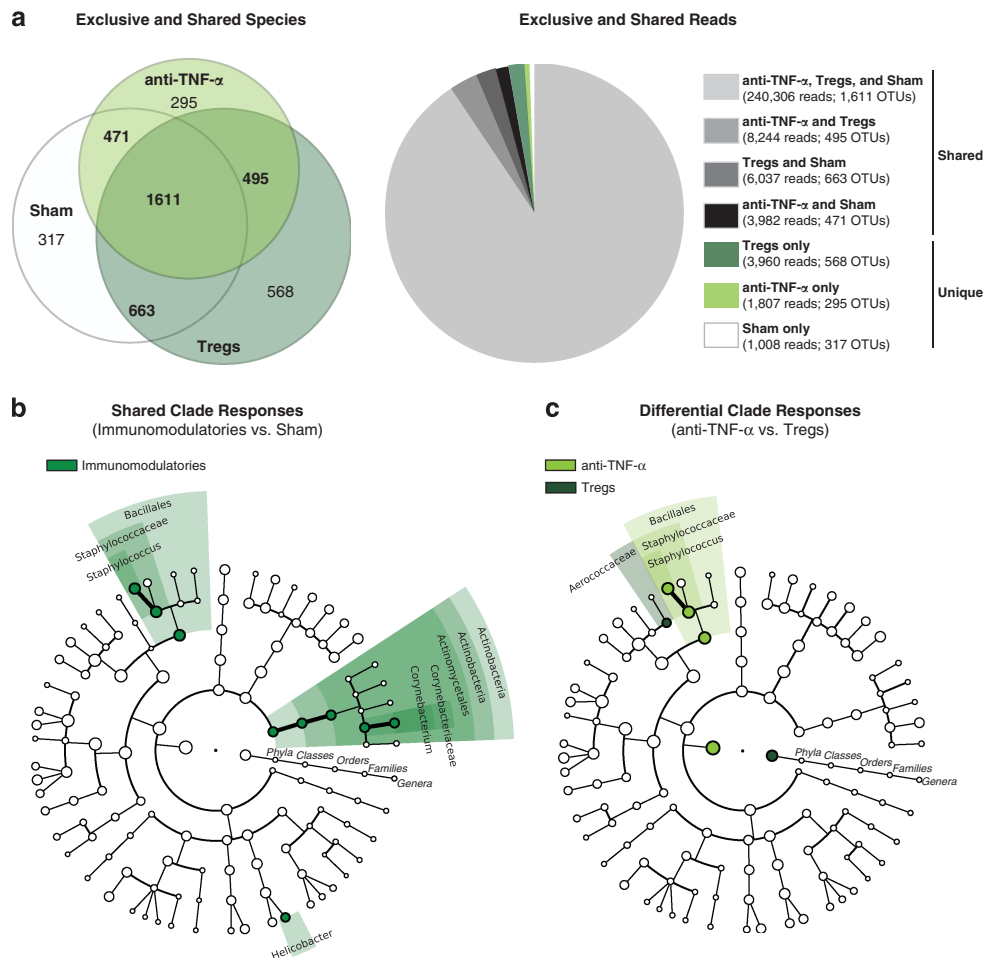 a
Exclusive and Shared Species
Exclusive and Shared Reads
anti-TNF-α
295
471
495
1611
Sham
317
568
663
Tregs
anti-TNF-α, Tregs, and Sham
(240,306 reads; 1,611 OTUs)
anti-TNF-α and Tregs
(8,244 reads; 495 OTUs)
Tregs and Sham
(6,037 reads; 663 OTUs)
anti-TNF-α and Sham
(3,982 reads; 471 OTUs)
Shared
Tregs only
(3,960 reads; 568 OTUs)
anti-TNF-α only
(1,807 reads; 295 OTUs)
Sham only
(1,008 reads; 317 OTUs)
Unique
b
Shared Clade Responses
(Immunomodulatories vs. Sham)
Immunomodulatories
Bacillales
Staphylococcaceae
Staphylococcus
Actinobacteria
Actinobacteria
Actinomycetales
Corynebacteriaceae
Corynebacterium
Phyla
Classes
Orders
Families
Genera
Helicobacter
c
Differential Clade Responses
(anti-TNF-α vs. Tregs)
anti-TNF-α
Tregs
Bacillales
Staphylococcaceae
Staphylococcus
Aerococcaceae
Phyla
Classes
Orders
Families
Genera